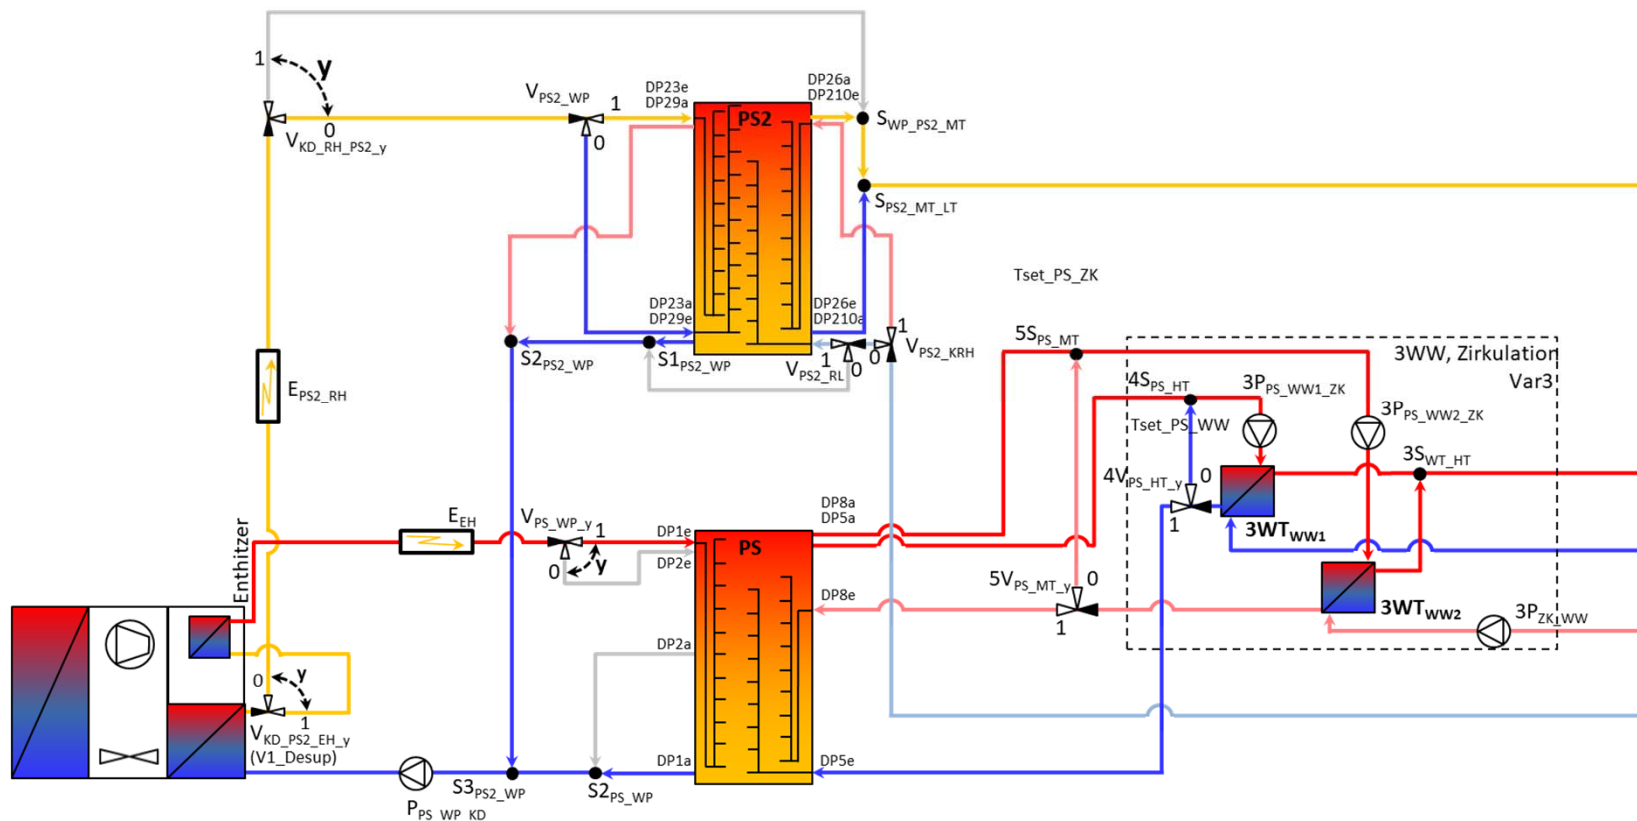 1
y
0
V_KD_RH_PS2_y
V_PS2_WP
1
0
DP23e
DP29a
PS2
DP26a
DP210e
S_WP_PS2_MT
S_PS2_MT_LT
DP23a
DP29e
DP26e
DP210a
S2_PS2_WP
S1_PS2_WP
V_PS2_RL
1
0
0
1
V_PS2_KRH
E_PS2_RH
Tset_PS_ZK
5S_PS_MT
3WW, Zirkulation
Var3
4S_PS_HT
3P_PS_WW1_ZK
3P_PS_WW2_ZK
Tset_PS_WW
3S_WT_HT
4V_PS_HT_y
0
1
3WT_WW1
Enthitzer
E_EH
V_PS_WP_y
1
0
y
DP1e
DP2e
PS
DP8a
DP5a
DP8e
5V_PS_MT_y
0
1
3WT_WW2
3P_ZK_WW
DP2a
0
y
1
V_KD_PS2_EH_y
(V1_Desup)
DP1a
DP5e
P_PS_WP_KD
S3_PS2_WP
S2_PS_WP